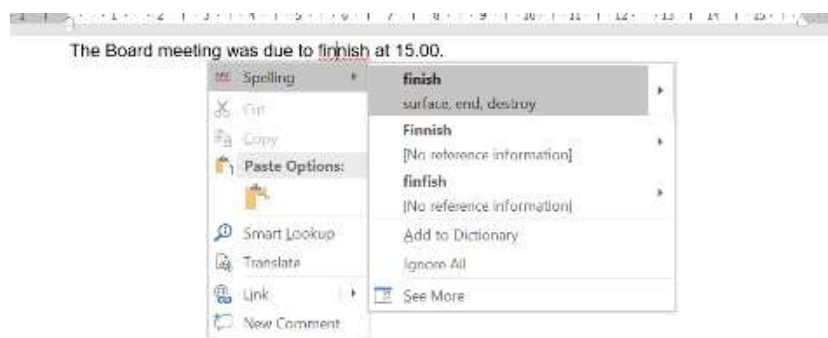 The Board meeting was due to finnish at 15.00.
Spelling
Cut
Copy
Paste Options:
Smart Lookup
Translate
Link
New Comment
finish
surface, end, destroy
Finnish
[No reference information]
finfish
[No reference information]
Add to Dictionary
Ignore All
See More